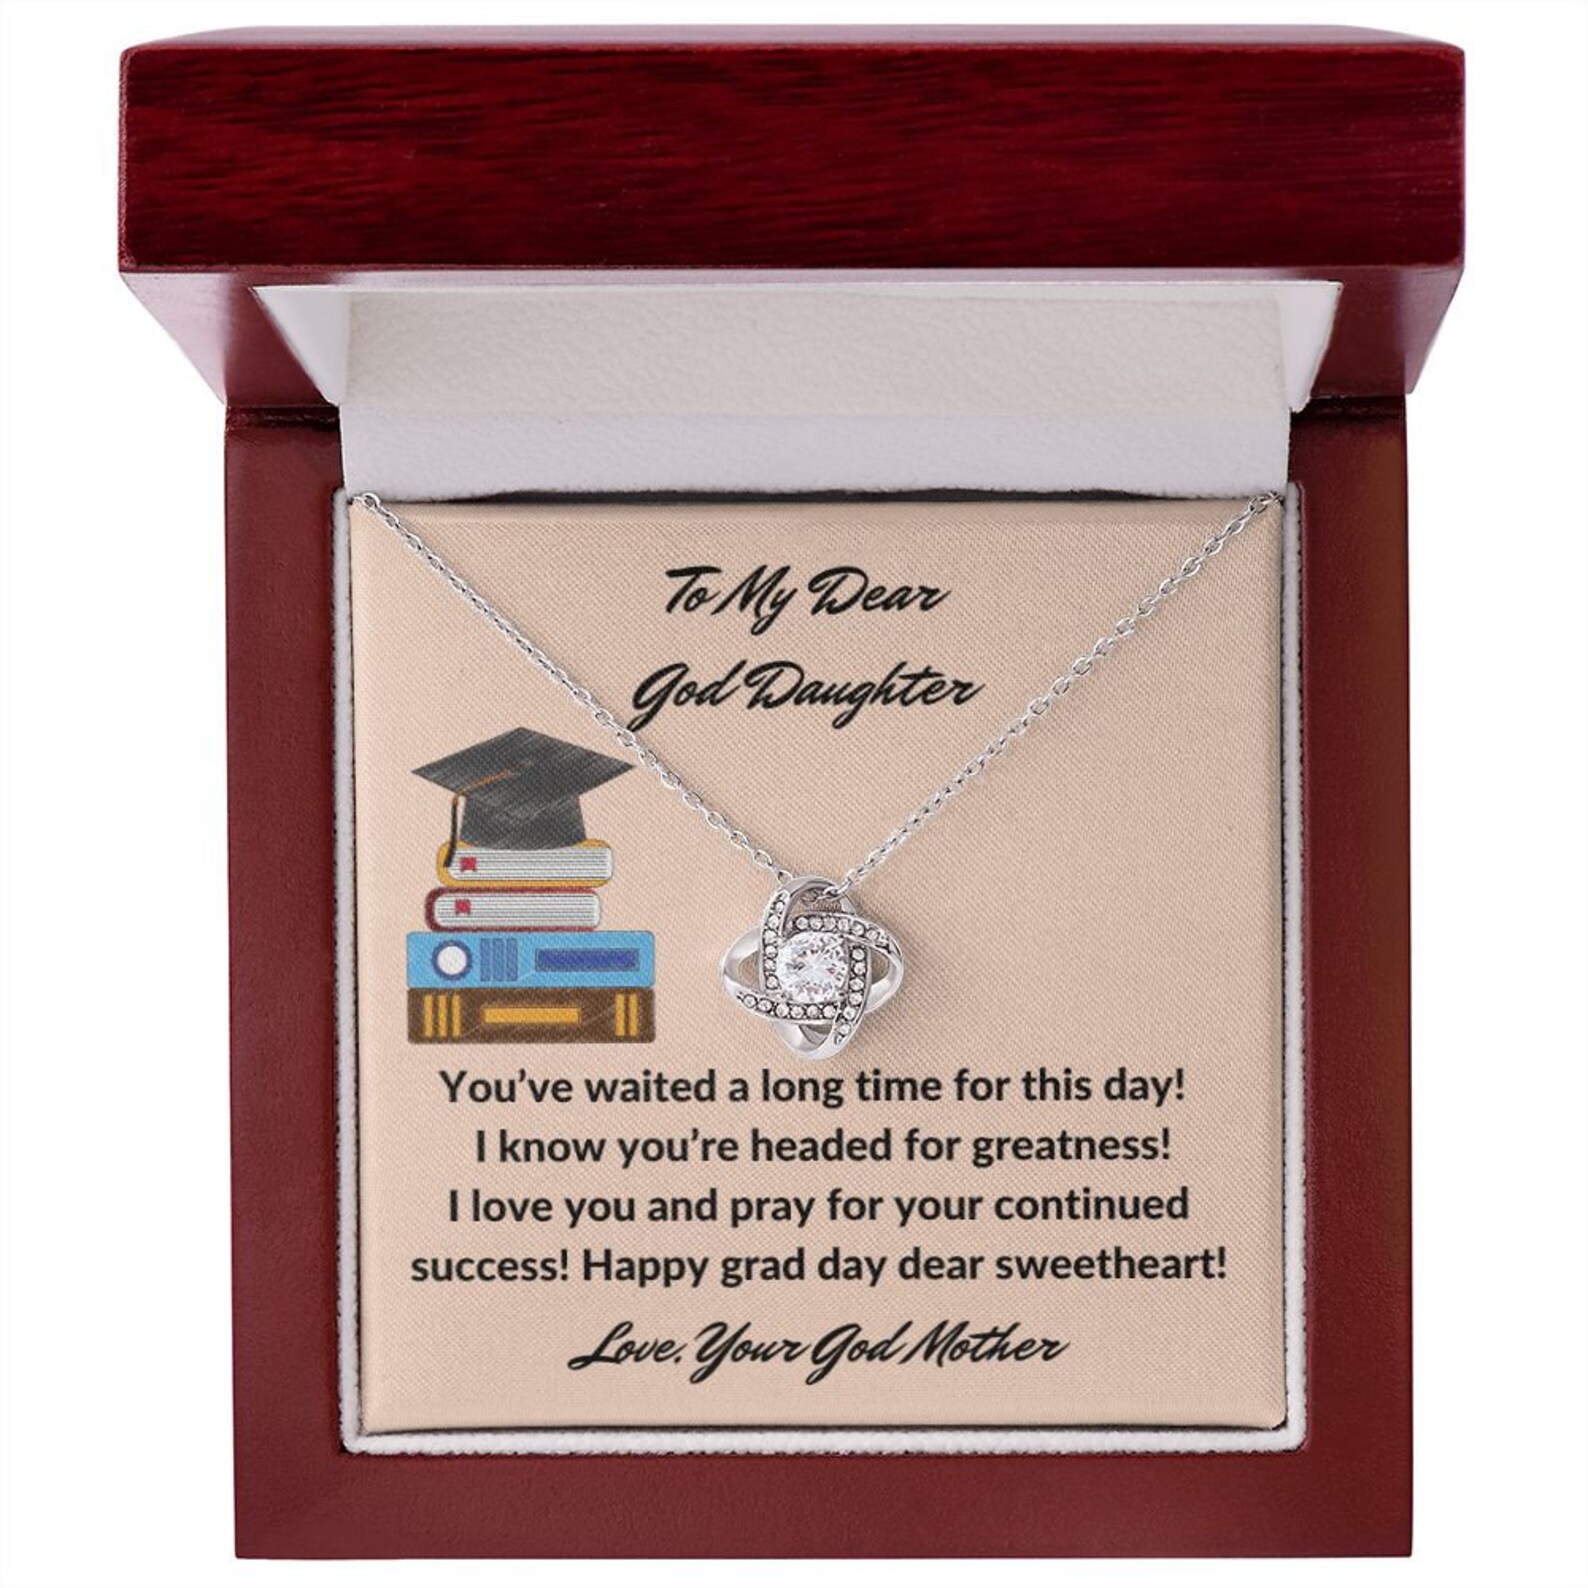 To My Dear
God Daughter
You've waited a long time for this day!
I know you're headed for greatness!
I love you and pray for your continued
success! Happy grad day dear sweetheart!
Love. Your God Mother